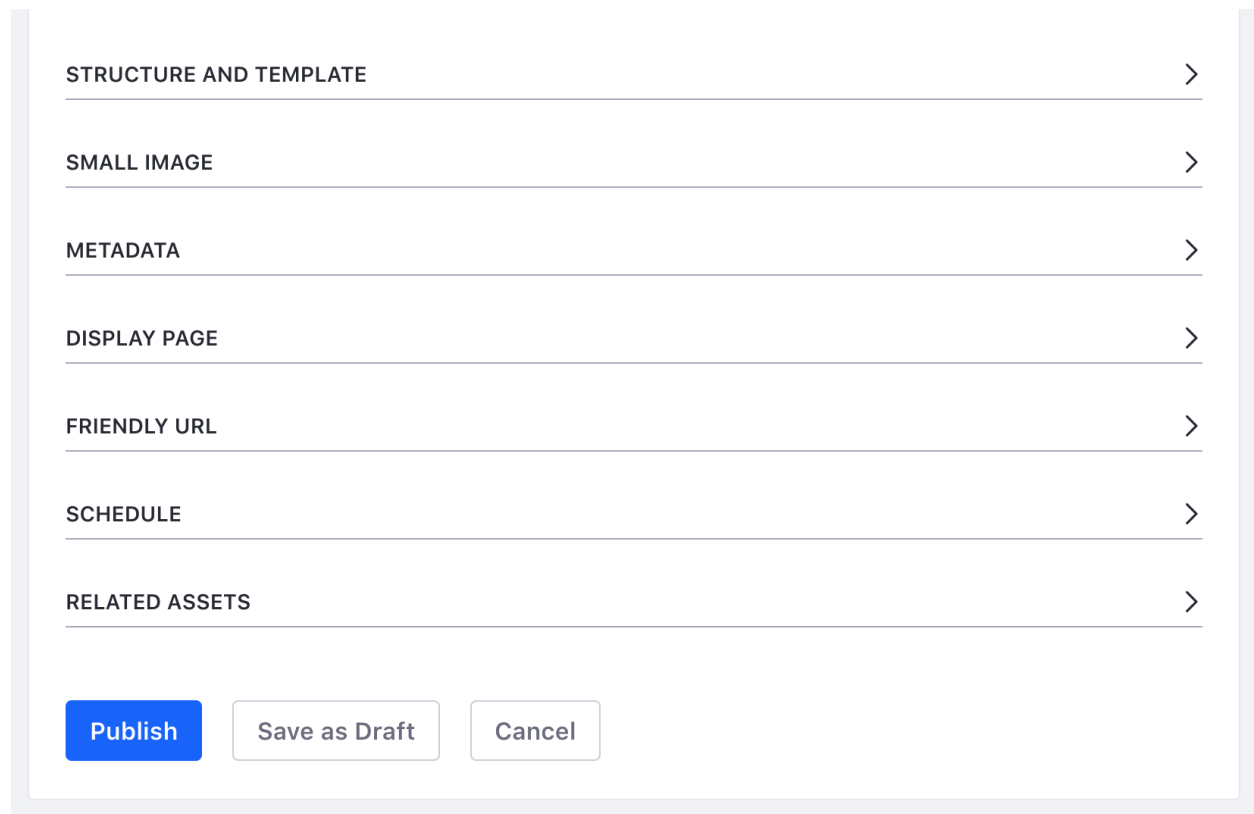 STRUCTURE AND TEMPLATE
SMALL IMAGE
METADATA
DISPLAY PAGE
FRIENDLY URL
SCHEDULE
RELATED ASSETS
Publish Save as Draft Cancel